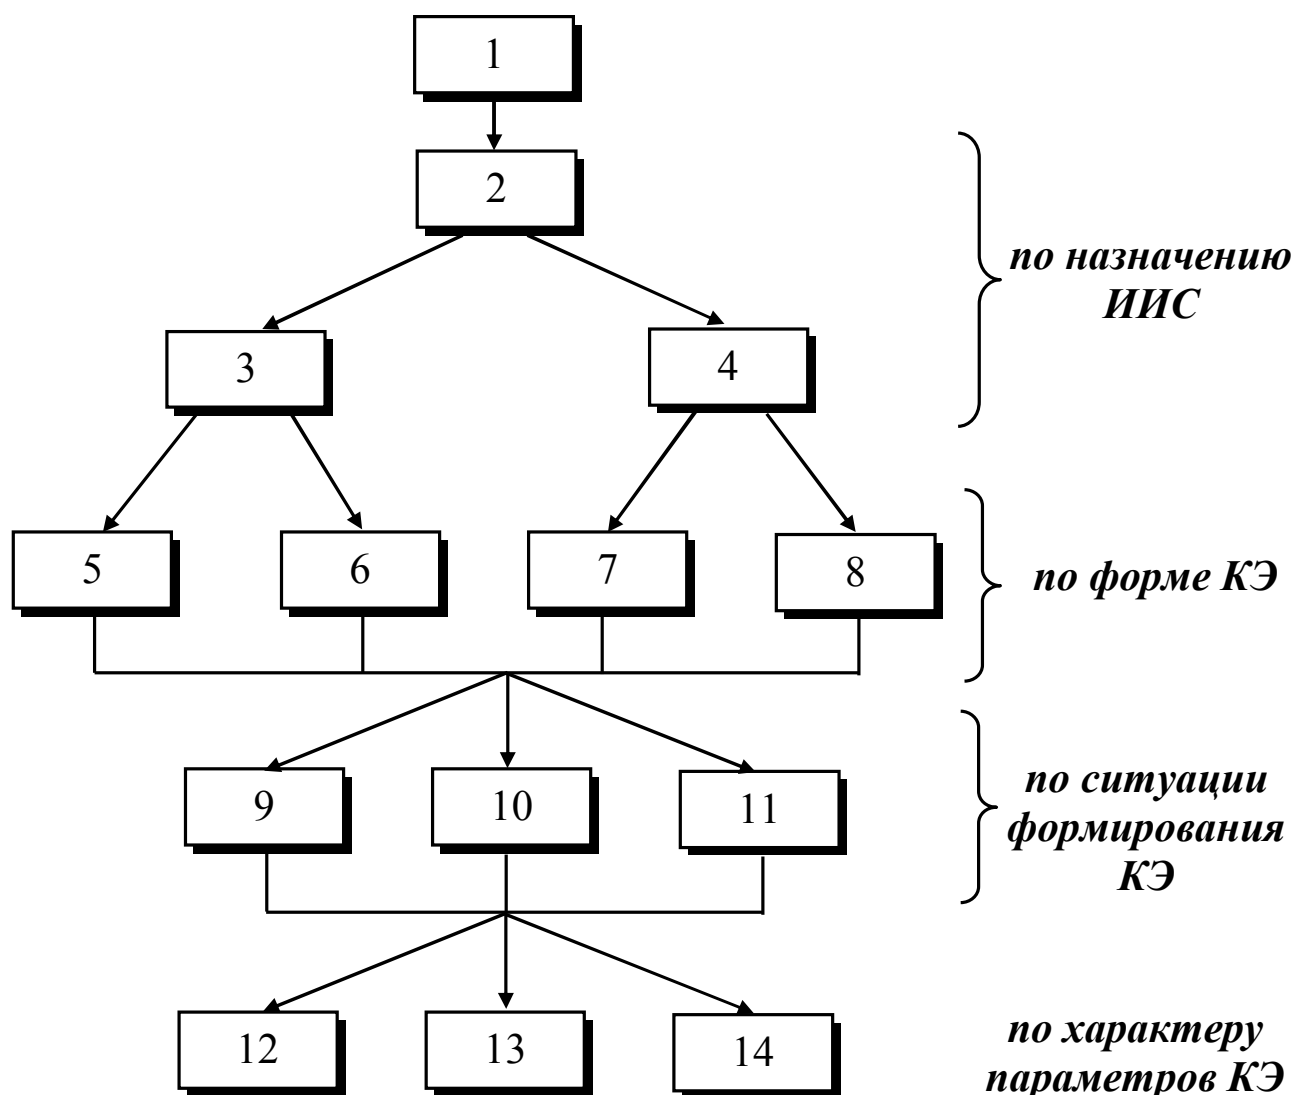 1
2
по назначению
ИИС
3
4
5
6
7
8
по форме КЭ
9
10
11
по ситуации
формирования
КЭ
12
13
14
по характеру
параметров КЭ